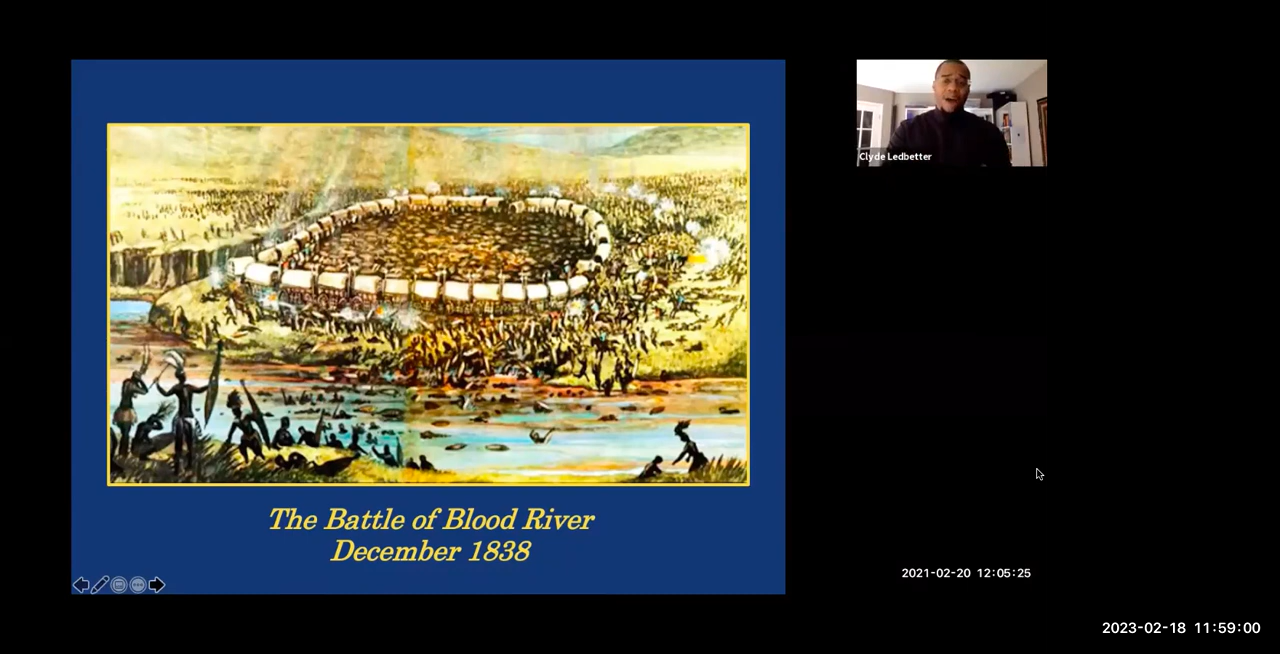 Clyde Ledbetter
The Battle of Blood River
December 1838
2021-02-20 12:05:25
2023-02-18 11:59:00